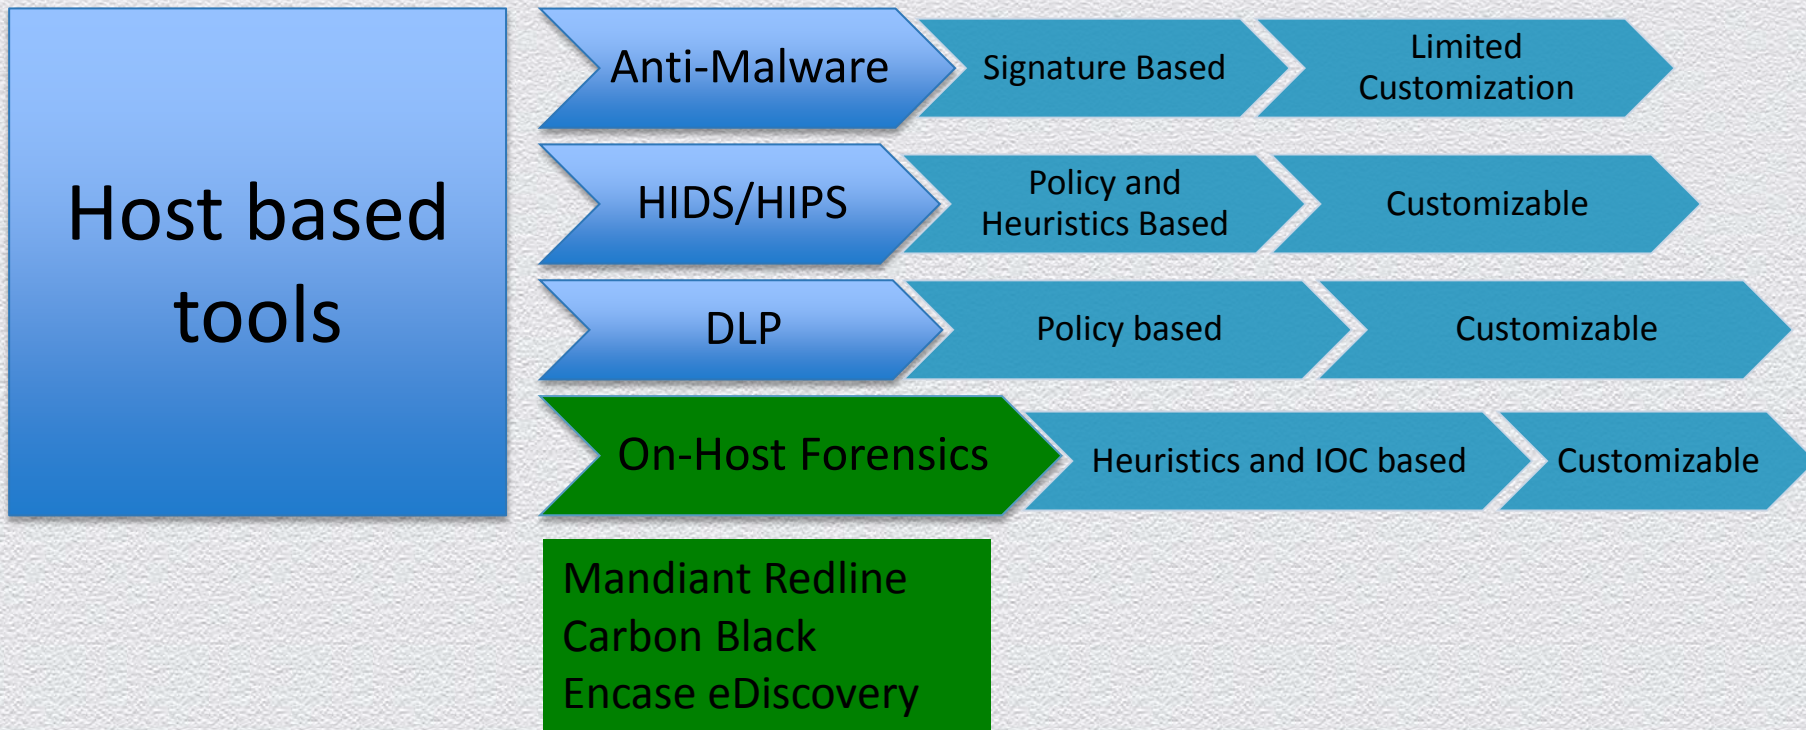 Host based
tools
Anti-Malware
Signature Based
Limited
Customization
HIDS/HIPS
Policy and
Heuristics Based
Customizable
DLP
Policy based
Customizable
On-Host Forensics
Heuristics and IOC based
Customizable
Mandiant Redline
Carbon Black
Encase eDiscovery